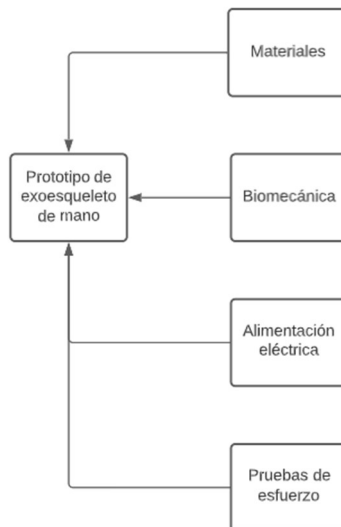 Materiales
Prototipo de
exoesqueleto
de mano
Biomecánica
Alimentación
eléctrica
Pruebas de
esfuerzo